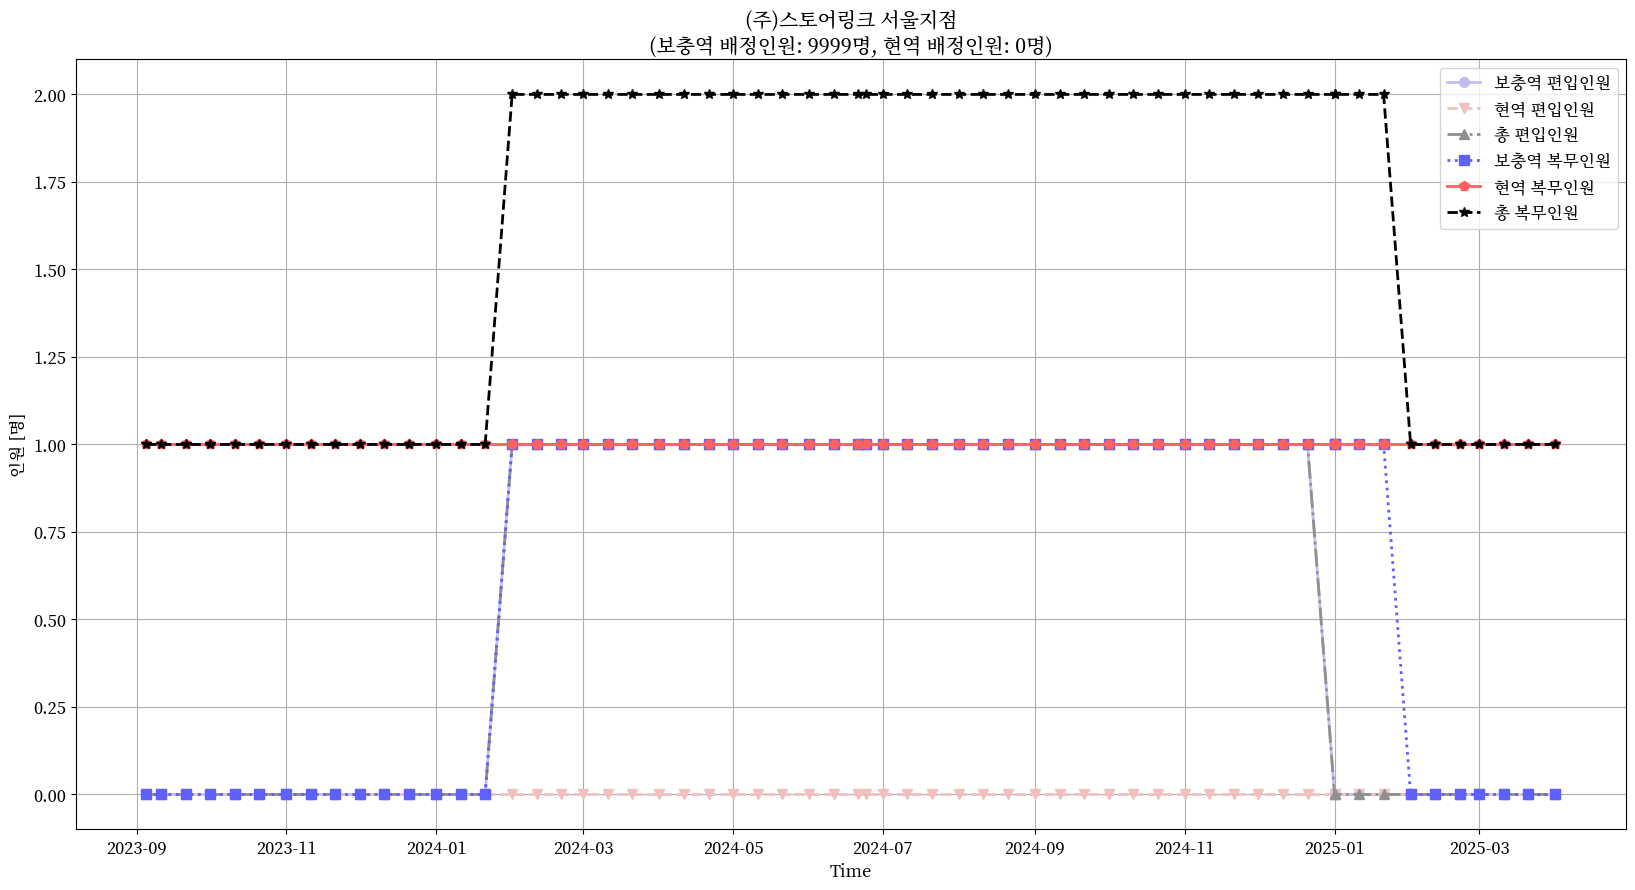 (주)스토어링크 서울지점
(보충역 배정인원: 9999명, 현역 배정인원: 0명)
보충역 편입인원
현역 편입인원
총 편입인원
보충역 복무인원
현역 복무인원
총 복무인원
인원 [명]
2.00
1.75
1.50
1.25
1.00
0.75
0.50
0.25
0.00
2023-09 2023-11 2024-01 2024-03 2024-05 2024-07 2024-09 2024-11 2025-01 2025-03
Time